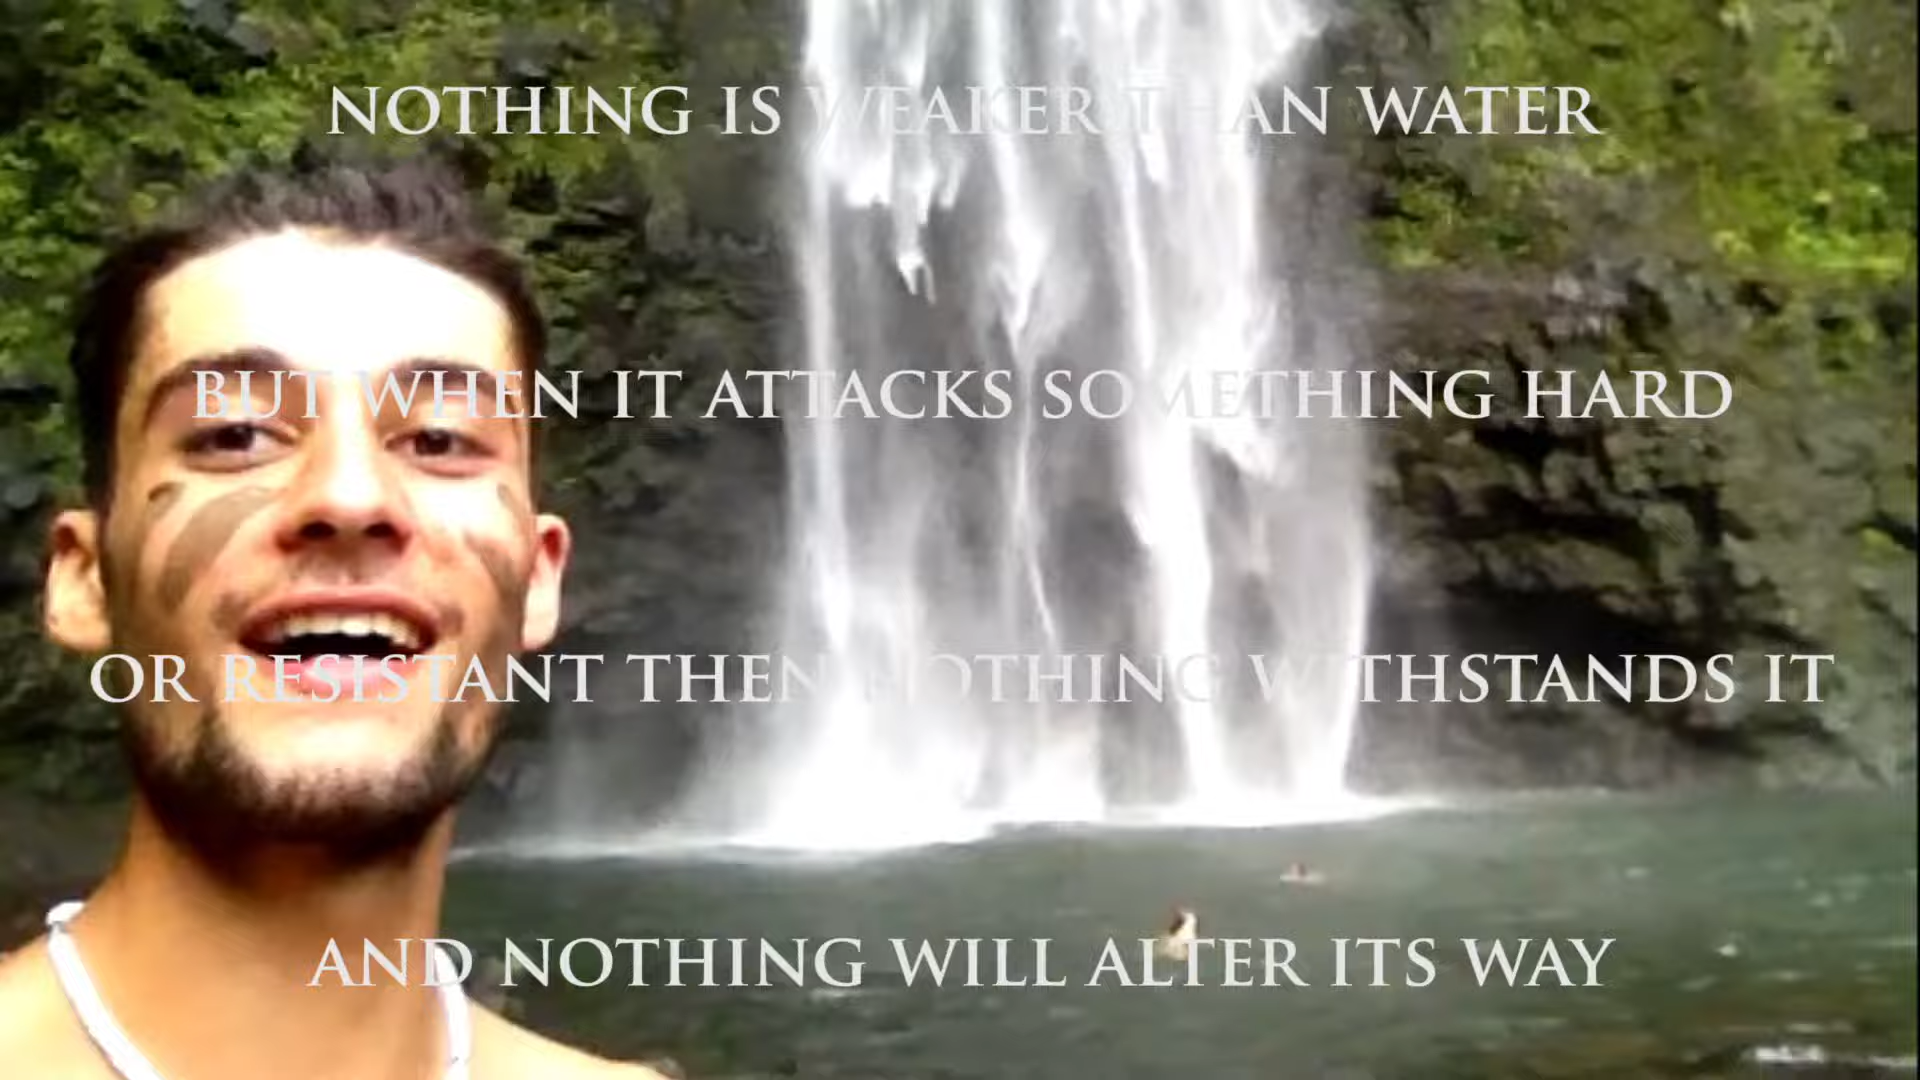 NOTHING IS WEAKER THAN WATER
BUT WHEN IT ATTACKS SOMETHING HARD
OR RESISTANT THEN NOTHING WITHSTANDS IT
AND NOTHING WILL ALTER ITS WAY